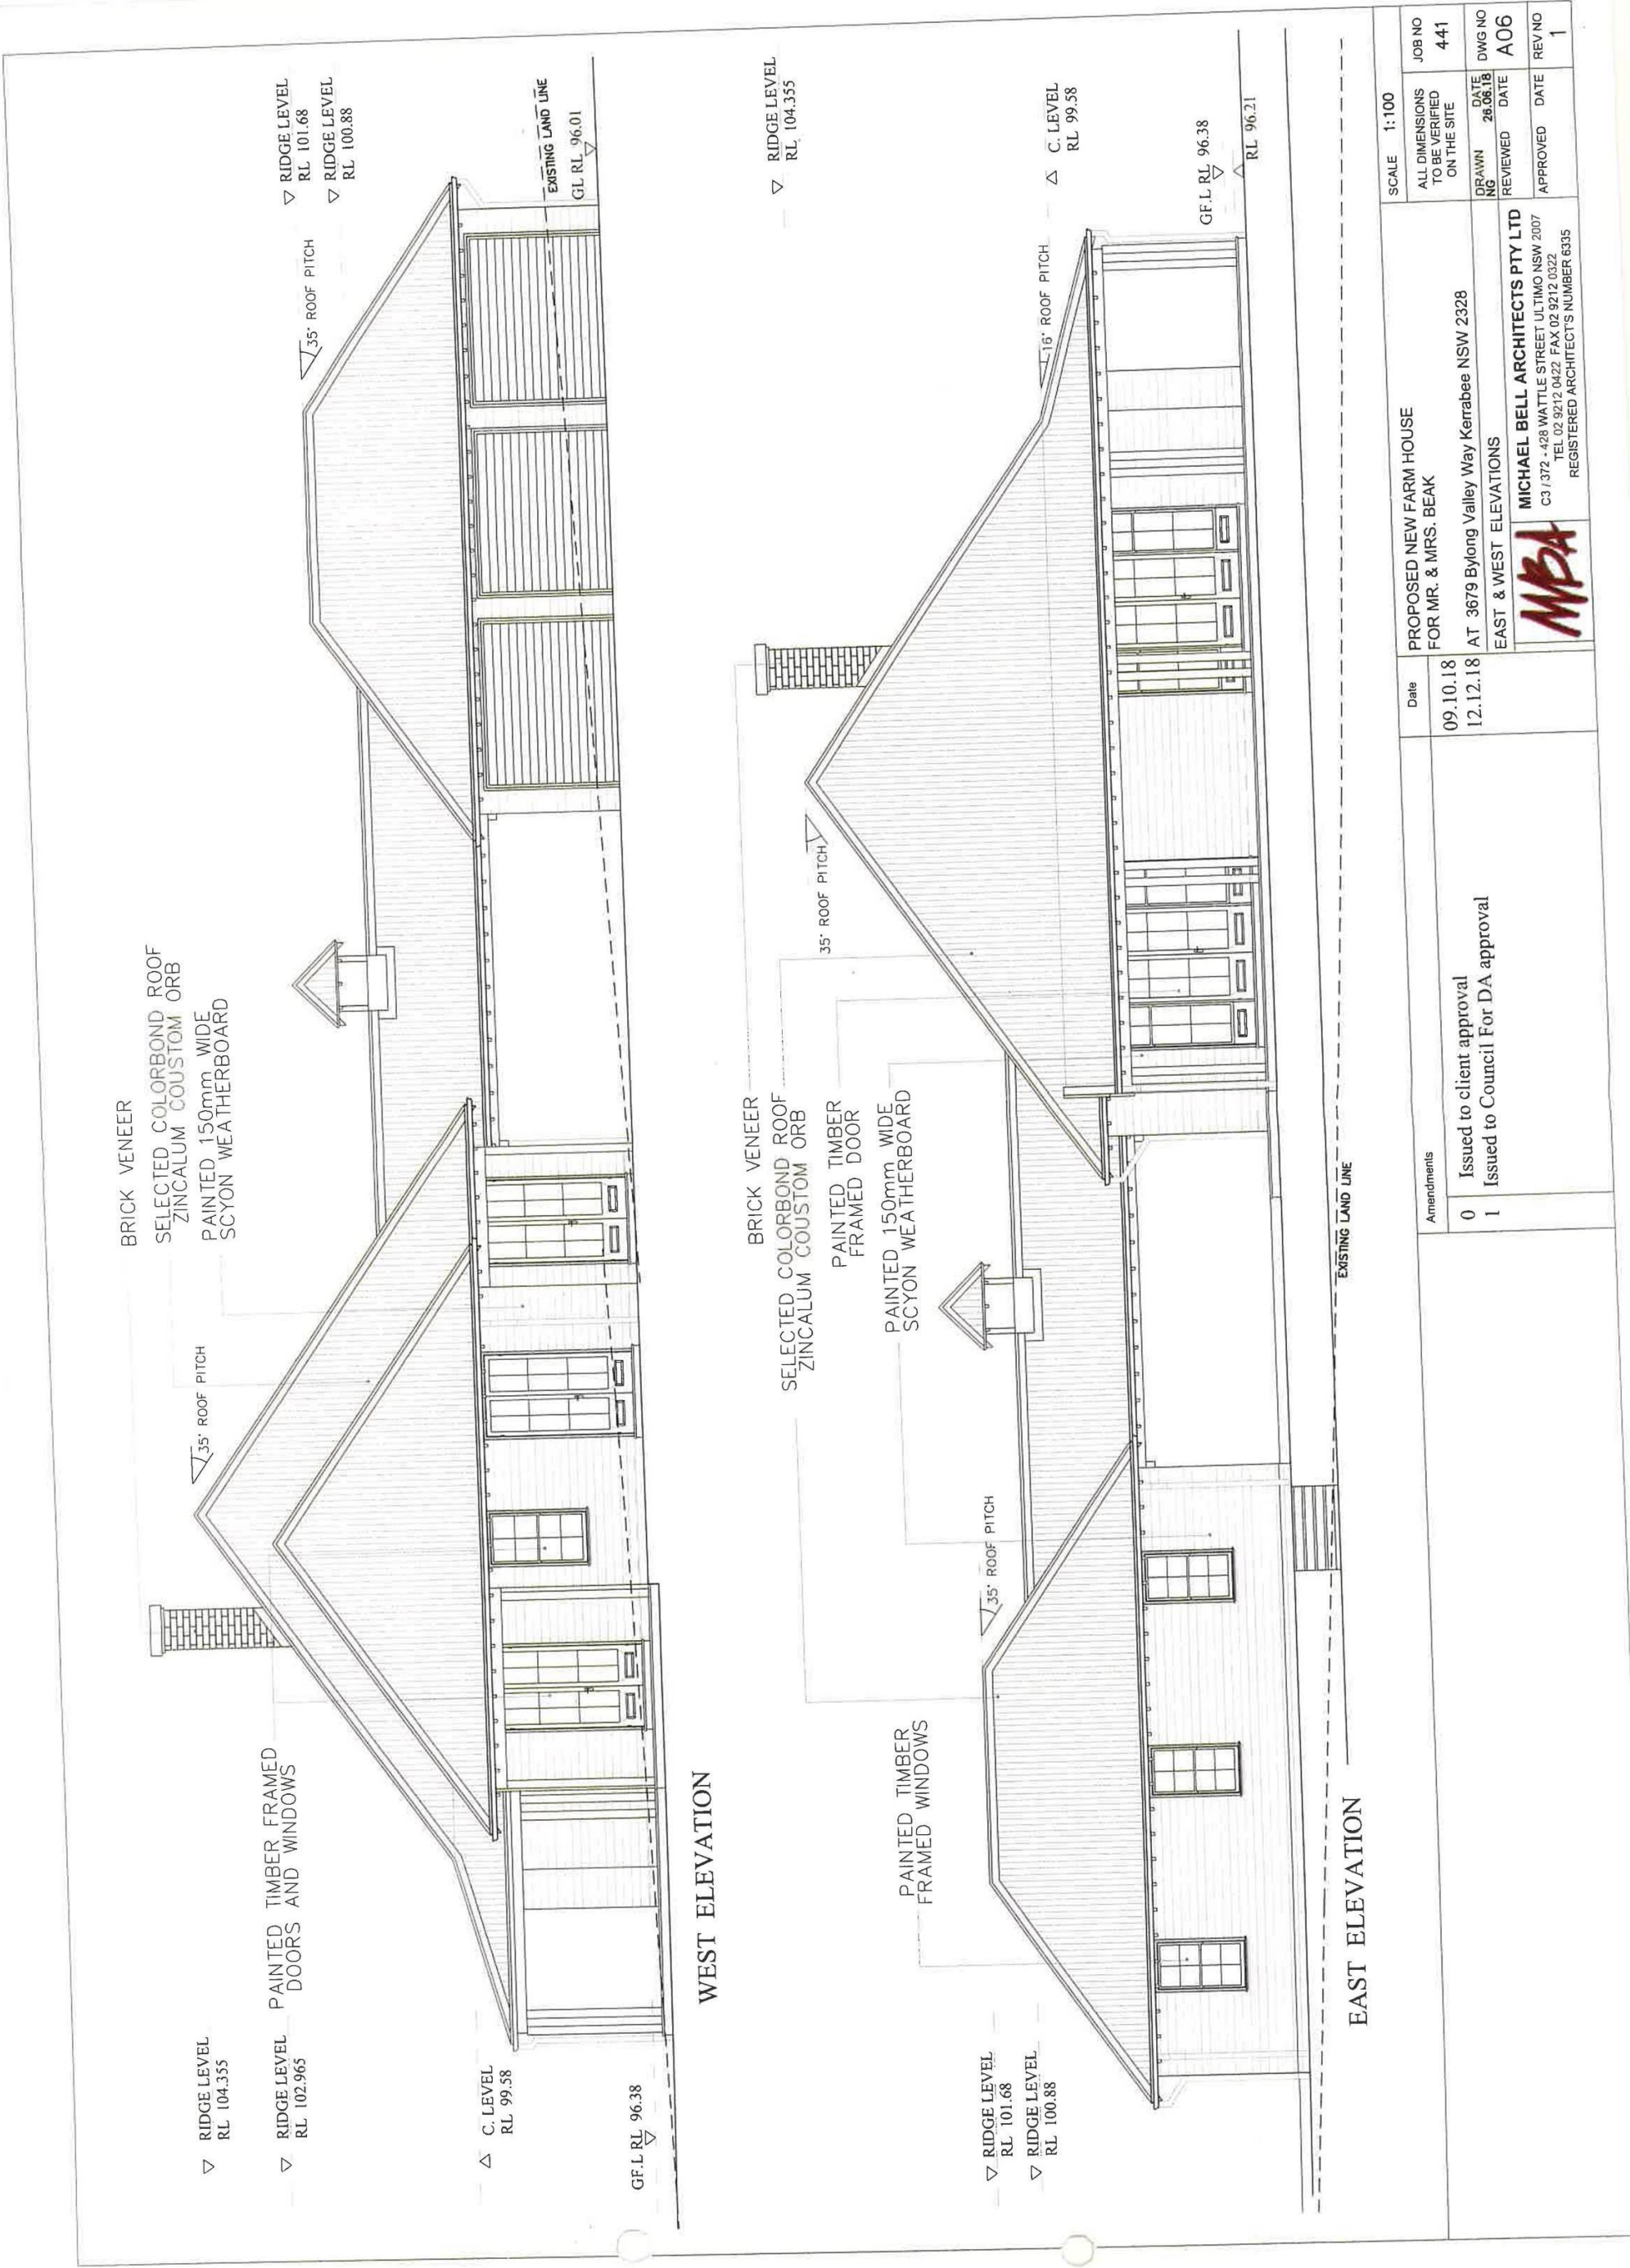 BRICK VENEER
SELECTED COLORBOND ROOF
ZINCALUM COUSTOM ORB
PAINTED 150mm WIDE
SCYON WEATHERBOARD
35° ROOF PITCH
35° ROOF PITCH
RIDGE LEVEL
RL 101.68
RIDGE LEVEL
RL 100.88
RIDGE LEVEL
RL 104.355
RIDGE LEVEL
RL 102.965
PAINTED TIMBER FRAMED
DOORS AND WINDOWS
C. LEVEL
RL 99.58
GF.L RL 96.38
EXISTING LAND LINE
GL RL 96.01
WEST ELEVATION
BRICK VENEER
SELECTED COLORBOND ROOF
ZINCALUM COUSTOM ORB
PAINTED TIMBER
FRAMED DOOR
PAINTED 150mm WIDE
SCYON WEATHERBOARD
RIDGE LEVEL
RL 104.355
35° ROOF PITCH
16° ROOF PITCH
C. LEVEL
RL 99.58
PAINTED TIMBER
FRAMED WINDOWS
35° ROOF PITCH
RIDGE LEVEL
RL 101.68
RIDGE LEVEL
RL 100.88
GF.L RL 96.38
RL 96.21
EXISTING LAND LINE
EAST ELEVATION
Amendments
Date
0 Issued to client approval 09.10.18
1 Issued to Council For DA approval 12.12.18
PROPOSED NEW FARM HOUSE
FOR MR. & MRS. BEAK
AT 3679 Bylong Valley Way Kerrabee NSW 2328
EAST & WEST ELEVATIONS
MBA
MICHAEL BELL ARCHITECTS PTY LTD
C3 / 372 - 428 WATTLE STREET ULTIMO NSW 2007
TEL 02 9212 0422 FAX 02 9212 0322
REGISTERED ARCHITECT'S NUMBER 6335
SCALE 1:100
ALL DIMENSIONS
TO BE VERIFIED
ON THE SITE
JOB NO
441
DRAWN DATE
NG 26.06.18
DWG NO
A06
REVIEWED DATE
APPROVED DATE
REV NO
1